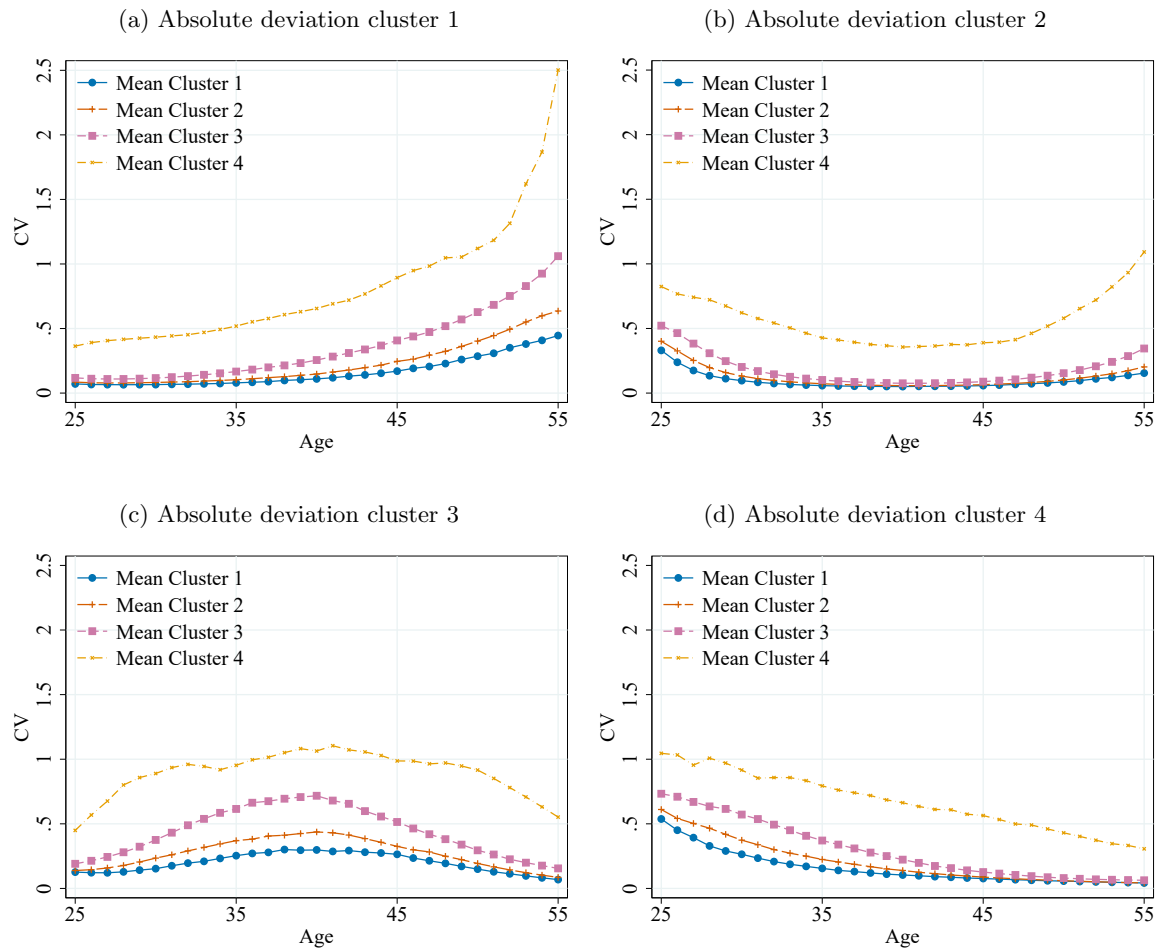 (a) Absolute deviation cluster 1
2.5
2
1.5
1
.5
0
CV
Mean Cluster 1
Mean Cluster 2
Mean Cluster 3
Mean Cluster 4
25 35 45 55
Age
(b) Absolute deviation cluster 2
2.5
2
1.5
1
.5
0
CV
Mean Cluster 1
Mean Cluster 2
Mean Cluster 3
Mean Cluster 4
25 35 45 55
Age
(c) Absolute deviation cluster 3
2.5
2
1.5
1
.5
0
CV
Mean Cluster 1
Mean Cluster 2
Mean Cluster 3
Mean Cluster 4
25 35 45 55
Age
(d) Absolute deviation cluster 4
2.5
2
1.5
1
.5
0
CV
Mean Cluster 1
Mean Cluster 2
Mean Cluster 3
Mean Cluster 4
25 35 45 55
Age